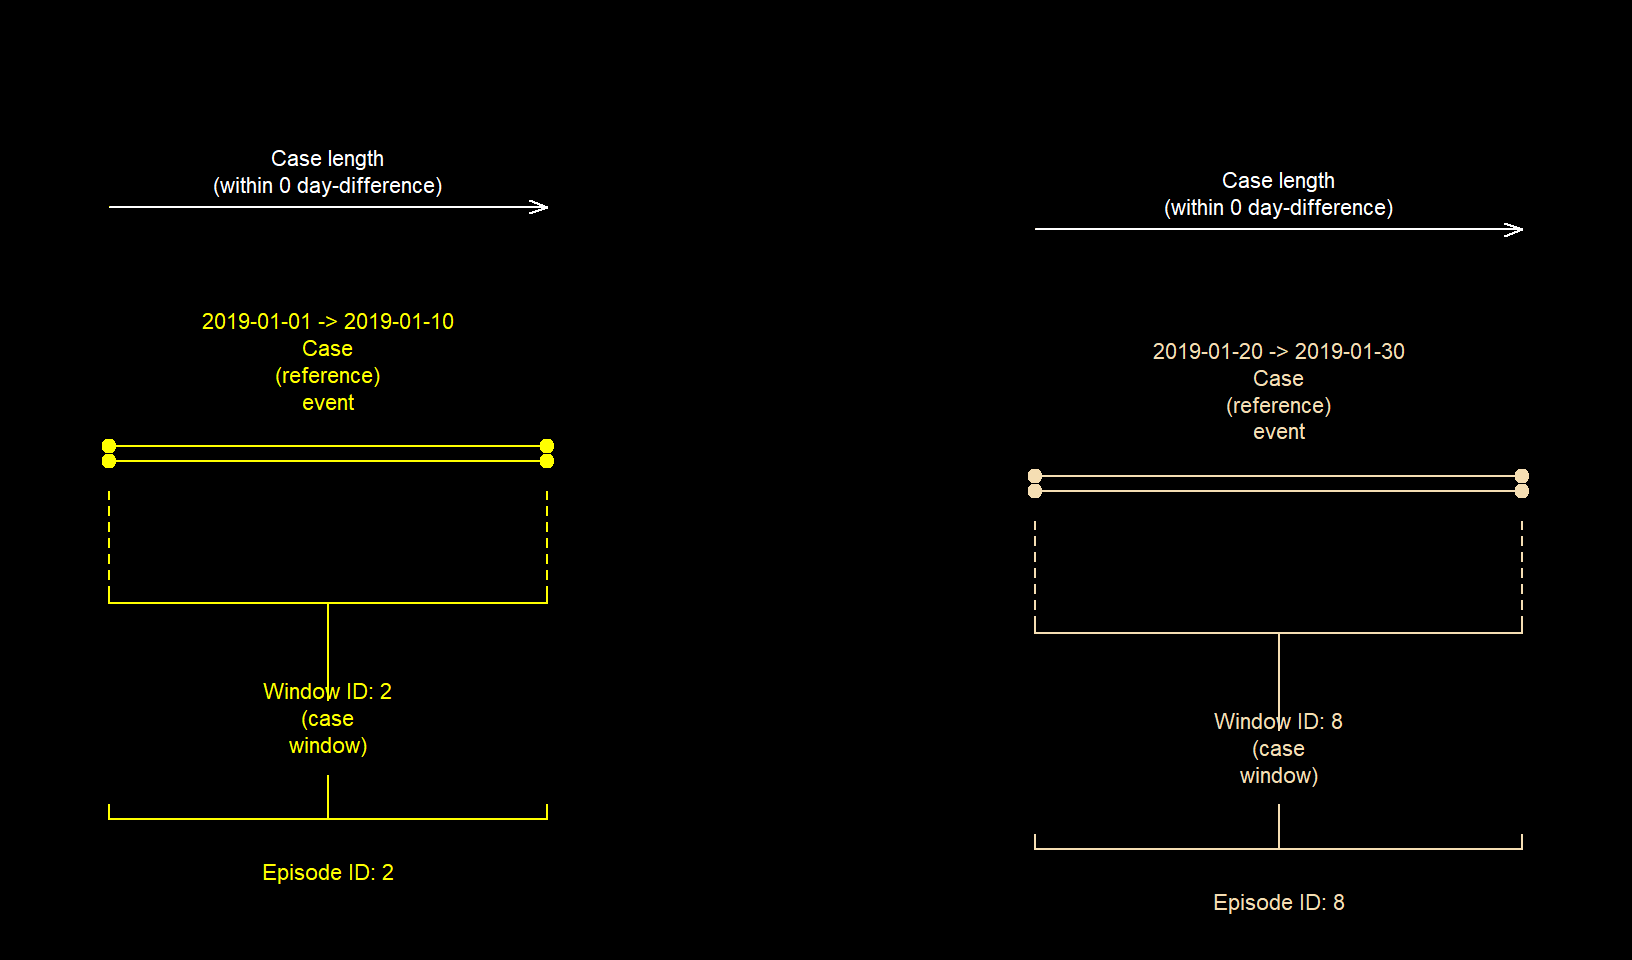 Case length
(within 0 day-difference)
2019-01-01 -> 2019-01-10
Case
(reference)
event
Window ID: 2
(case
window)
Episode ID: 2
Case length
(within 0 day-difference)
2019-01-20 -> 2019-01-30
Case
(reference)
event
Window ID: 8
(case
window)
Episode ID: 8